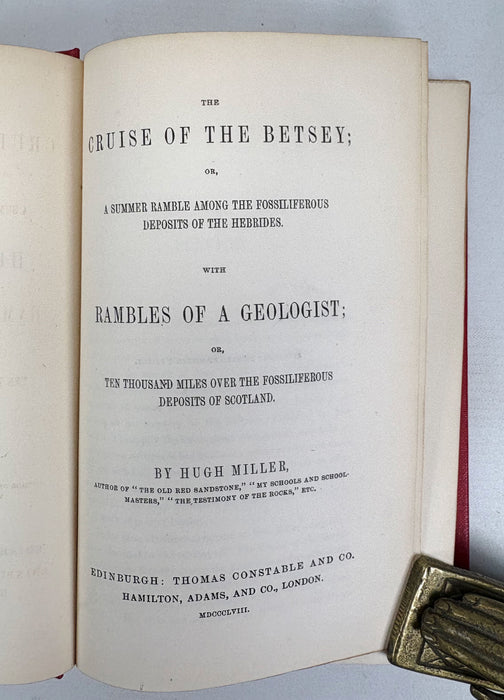 THE
CRUISE OF THE BETSEY;
OR,
A SUMMER RAMBLE AMONG THE FOSSILIFEROUS
DEPOSITS OF THE HEBRIDES.
WITH
RAMBLES OF A GEOLOGIST;
OR,
TEN THOUSAND MILES OVER THE FOSSILIFEROUS
DEPOSITS OF SCOTLAND.
BY HUGH MILLER,
AUTHOR OF "THE OLD RED SANDSTONE," "MY SCHOOLS AND SCHOOL-
MASTERS," "THE TESTIMONY OF THE ROCKS," ETC.
EDINBURGH: THOMAS CONSTABLE AND CO.
HAMILTON, ADAMS, AND CO., LONDON.
MDCCCLVIII.